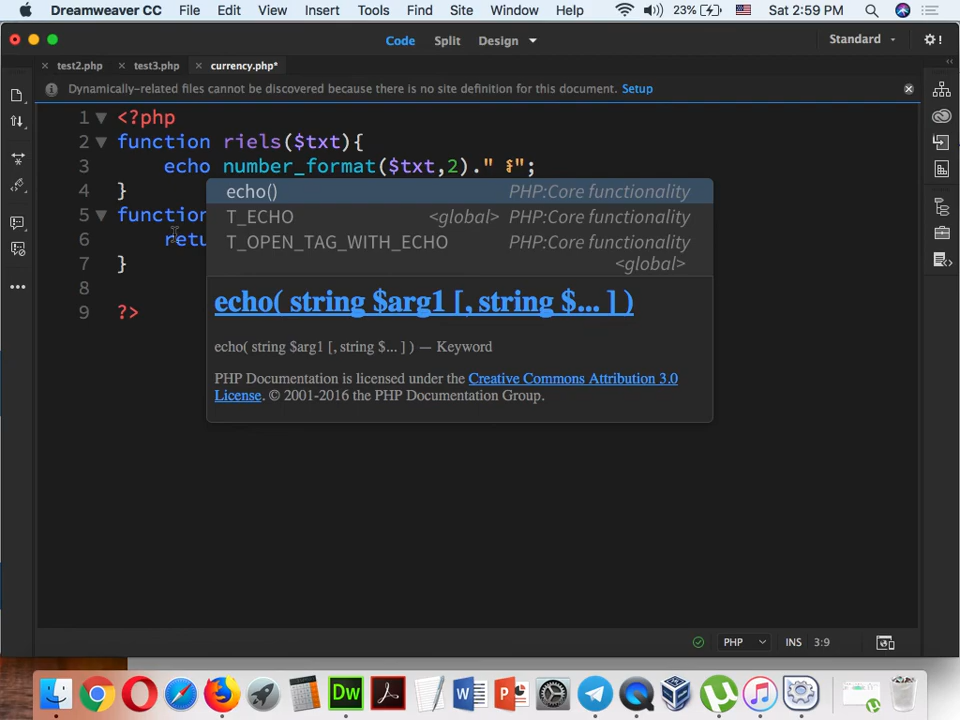 Dreamweaver CC File Edit View Insert Tools Find Site Window Help 23% Sat 2:59 PM
Code Split Design Standard
test2.php test3.php currency.php*
Dynamically-related files cannot be discovered because there is no site definition for this document. Setup
1 <?php
2 function riels($txt){
3 echo number_format($txt,2)." ៛";
4 }
5 function
6 retu
7 }
8
9 ?>
echo() PHP:Core functionality
T_ECHO <global> PHP:Core functionality
T_OPEN_TAG_WITH_ECHO PHP:Core functionality
<global>
echo( string $arg1 [, string $... ] )
echo( string $arg1 [, string $... ] ) — Keyword
PHP Documentation is licensed under the Creative Commons Attribution 3.0
License. © 2001-2016 the PHP Documentation Group.
PHP INS 3:9
Dw W P